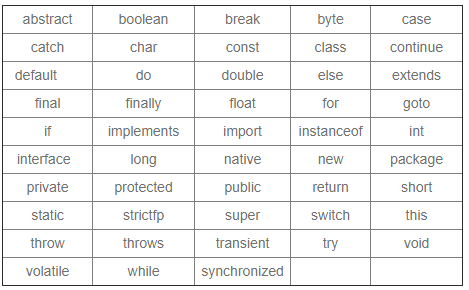 abstract boolean break byte case
catch char const class continue
default do double else extends
final finally float for goto
if implements import instanceof int
interface long native new package
private protected public return short
static strictfp super switch this
throw throws transient try void
volatile while synchronized